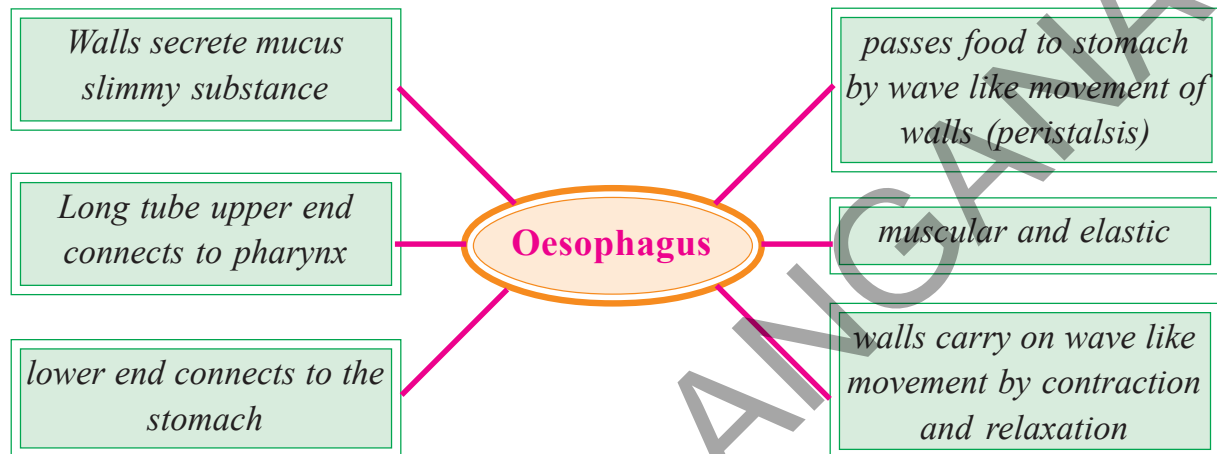 Walls secrete mucus
slimmy substance
Long tube upper end
connects to pharynx
lower end connects to the
stomach
Oesophagus
passes food to stomach
by wave like movement of
walls (peristalsis)
muscular and elastic
walls carry on wave like
movement by contraction
and relaxation
ANGANA